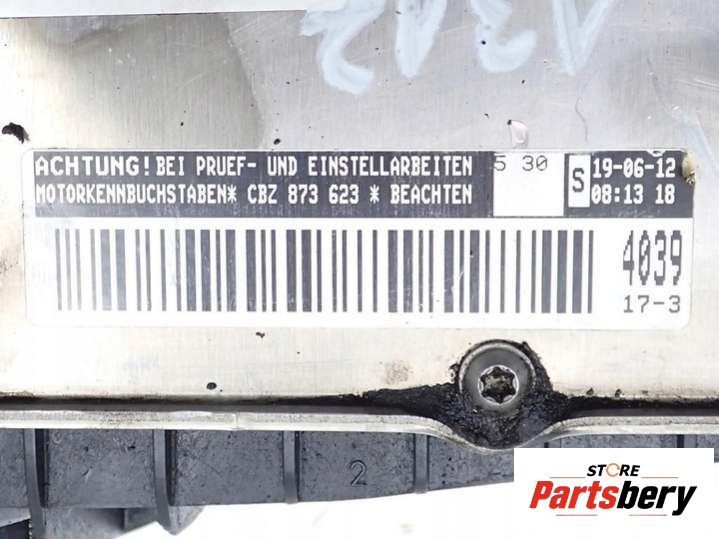 1312
ACHTUNG! BEI PRUEF- UND EINSTELLARBEITEN
5 30
S
19-06-12
MOTORKENNBUCHSTABEN* CBZ 873 623 * BEACHTEN
08:13 18
4039
17-3
2
STORE
Partsbery